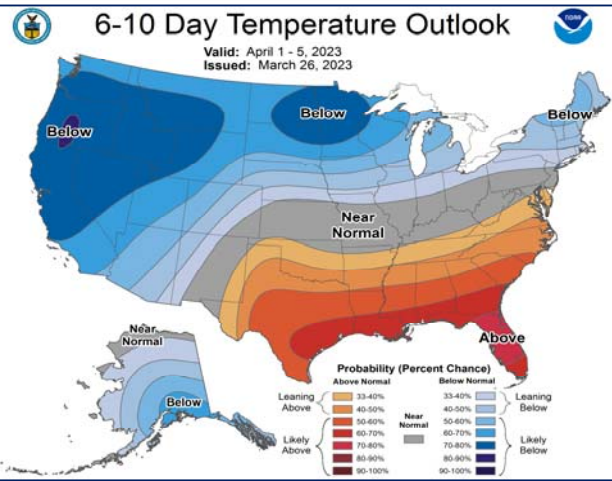 6-10 Day Temperature Outlook
Valid: April 1 - 5, 2023
Issued: March 26, 2023
noaa
Below
Below
Below
Near
Normal
Above
Near
Normal
Below
Probability (Percent Chance)
Above Normal
Below Normal
Leaning
Above
Likely
Above
33-40%
40-50%
50-60%
60-70%
70-80%
80-90%
90-100%
Near
Normal
33-40%
40-50%
50-60%
60-70%
70-80%
80-90%
90-100%
Leaning
Below
Likely
Below